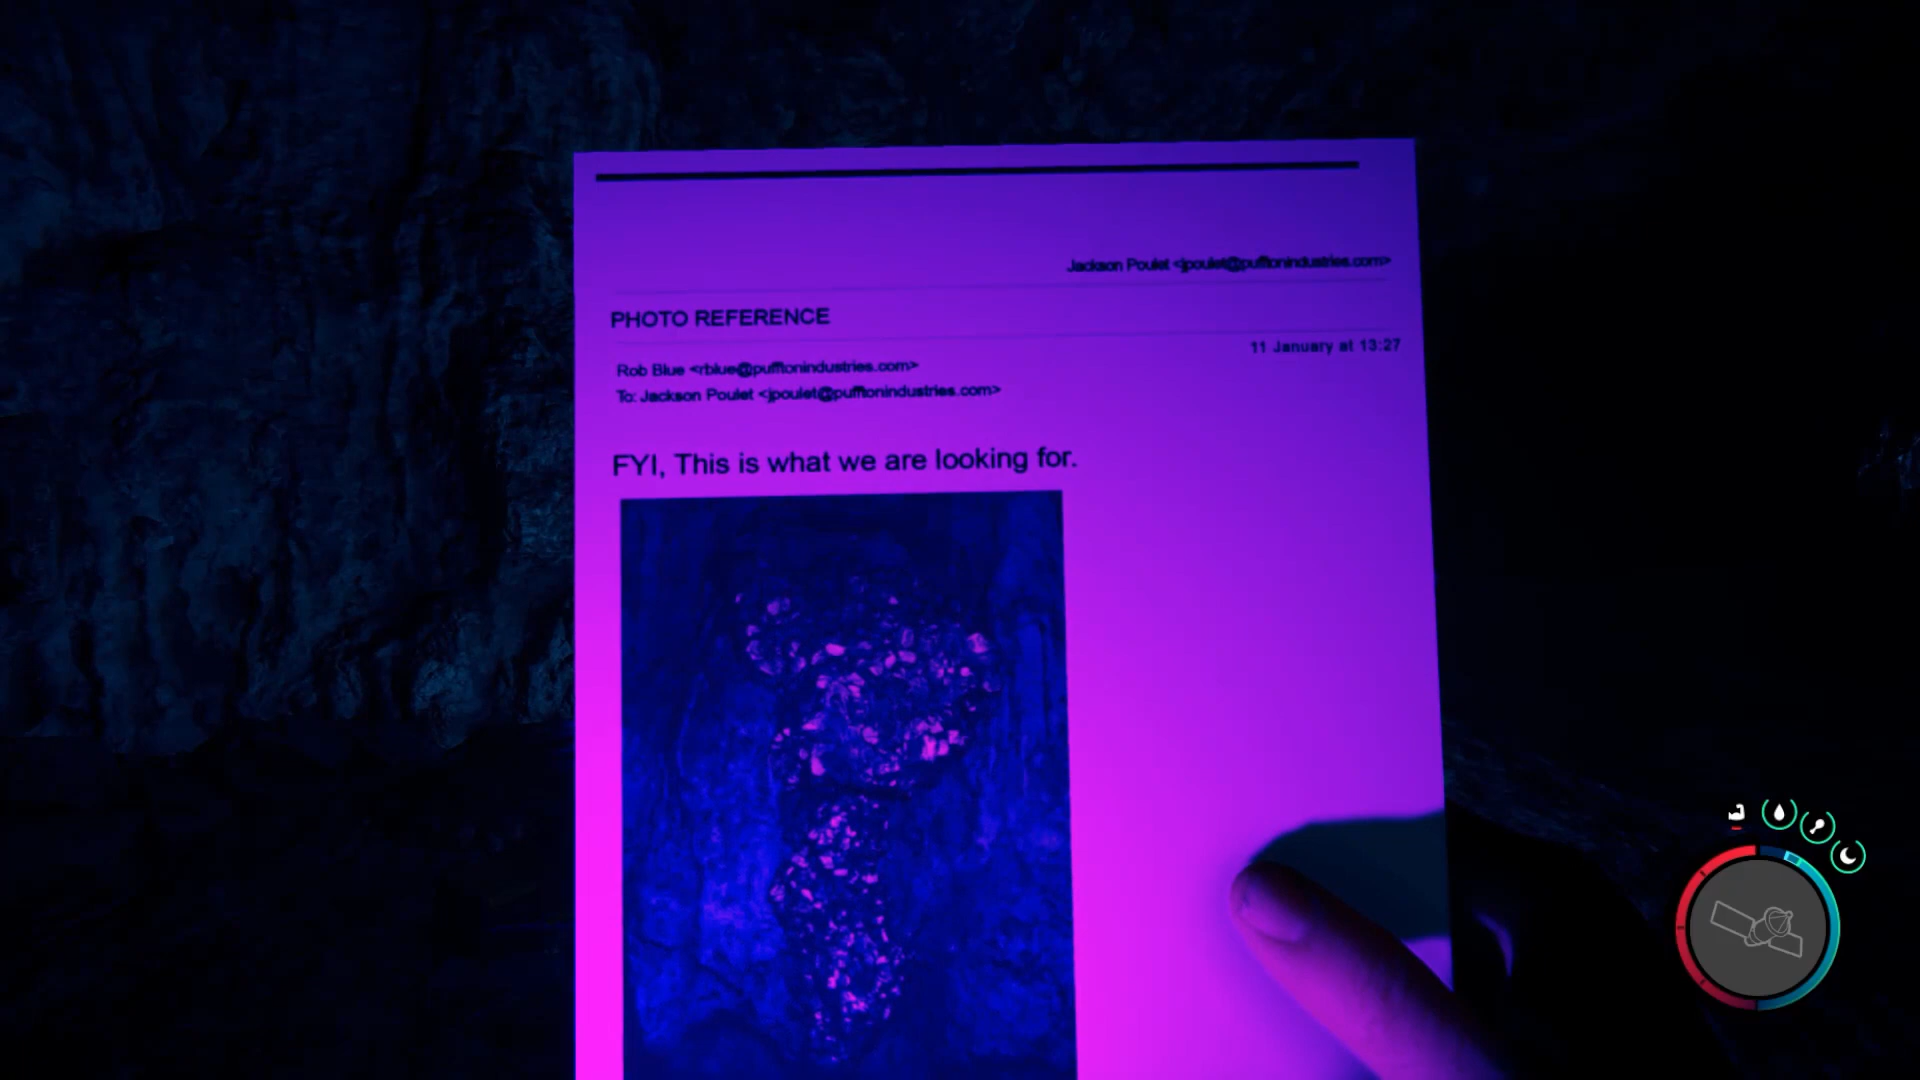 Jackson Poulet <jpoulet@pufftonindustries.com>
PHOTO REFERENCE
11 January at 13:27
Rob Blue <rblue@pufftonindustries.com>
To: Jackson Poulet <jpoulet@pufftonindustries.com>
FYI, This is what we are looking for.